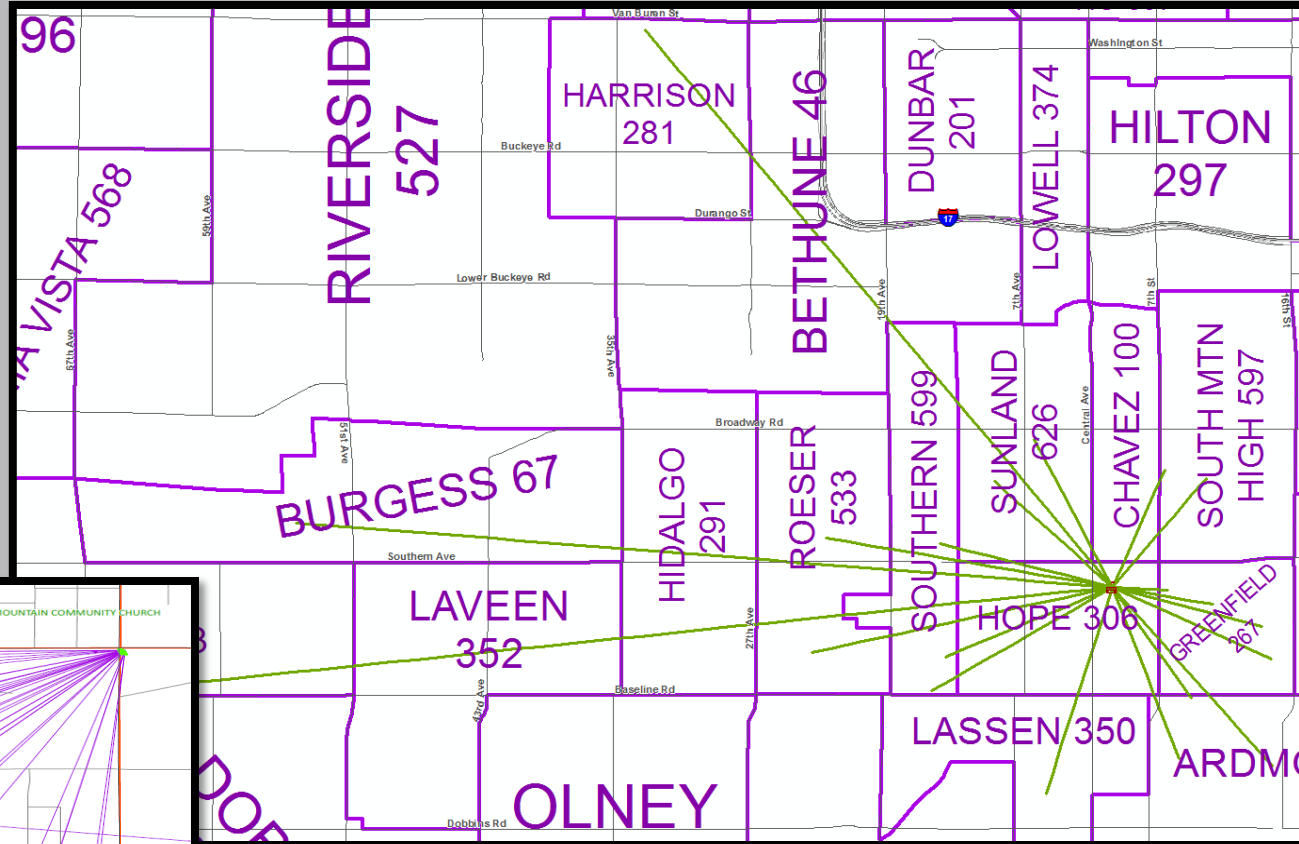 96
RIVERSIDE
527
Van Buren St
HARRISON
281
BETHUNE 46
DUNBAR
201
LOWELL 374
Washington St
HILTON
297
Buckeye Rd
VISTA 568
59th Ave
Durango St
17
Lower Buckeye Rd
19th Ave
7th Ave
7th St
16th St
67th Ave
35th Ave
51st Ave
Broadway Rd
Central Ave
BURGESS 67
HIDALGO
291
ROESER
533
SOUTHERN 599
SUNLAND
626
CHAVEZ 100
SOUTH MTN
HIGH 597
Southern Ave
LAVEEN
352
27th Ave
HOPE 306
GREENFIELD
267
MOUNTAIN COMMUNITY CHURCH
Baseline Rd
43rd Ave
LASSEN 350
OLNEY
Dobbins Rd